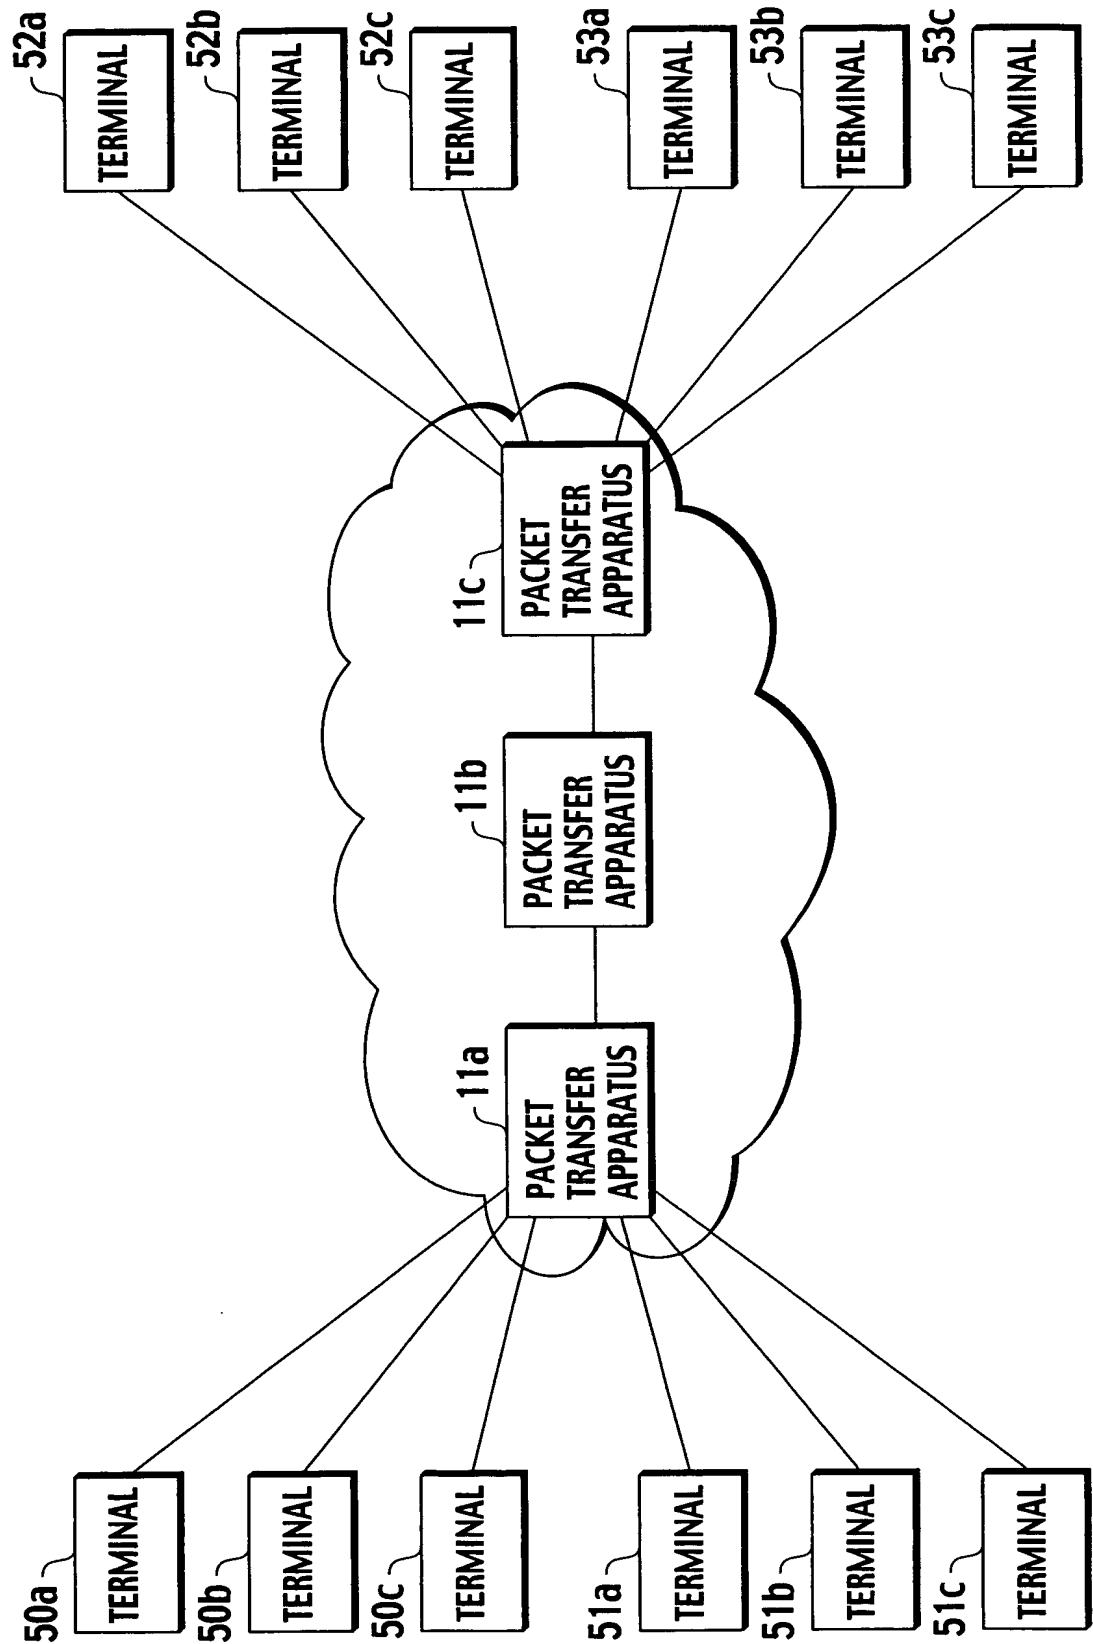 50a
TERMINAL
50b
TERMINAL
50c
TERMINAL
51a
TERMINAL
51b
TERMINAL
51c
TERMINAL
11a
PACKET
TRANSFER
APPARATUS
11b
PACKET
TRANSFER
APPARATUS
11c
PACKET
TRANSFER
APPARATUS
52a
TERMINAL
52b
TERMINAL
52c
TERMINAL
53a
TERMINAL
53b
TERMINAL
53c
TERMINAL